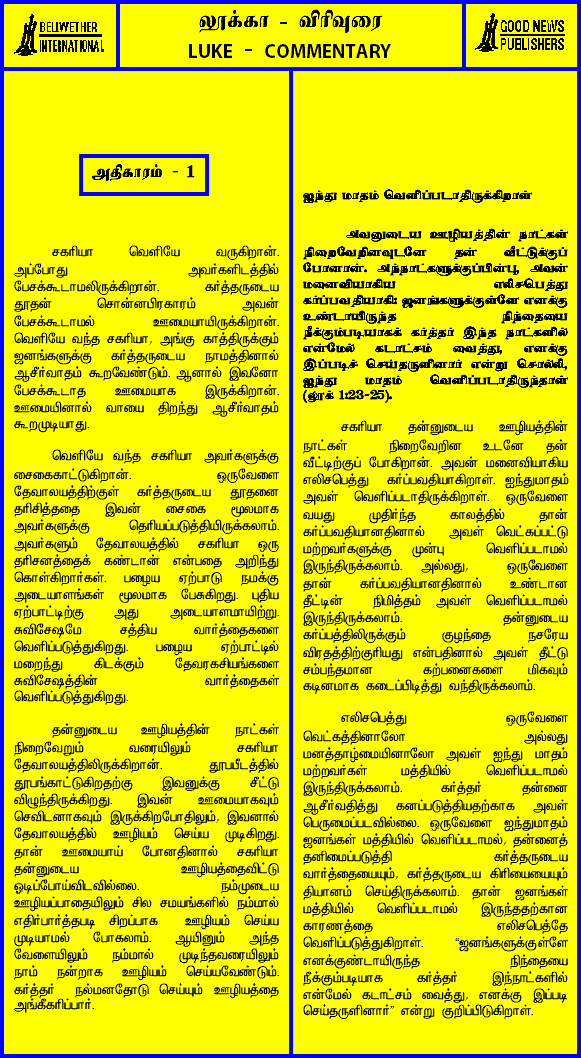 BELLWETHER
INTERNATIONAL
லூக்கா - விரிவுரை
LUKE - COMMENTARY
GOOD NEWS
PUBLISHERS
அதிகாரம் - 1
சகரியா வெளியே வருகிறான்.
அப்போது அவர்களிடத்தில்
பேசக்கூடாமலிருக்கிறான். கர்த்தருடைய
தூதன் சொன்னபிரகாரம் அவன்
பேசக்கூடாமல் ஊமையாயிருக்கிறான்.
வெளியே வந்த சகரியா, அங்கு காத்திருக்கும்
ஜனங்களுக்கு கர்த்தருடைய நாமத்தினால்
ஆசீர்வாதம் கூறவேண்டும். ஆனால் இவனோ
பேசக்கூடாத ஊமையாக இருக்கிறான்.
ஊமையினால் வாயை திறந்து ஆசீர்வாதம்
கூறமுடியாது.
வெளியே வந்த சகரியா அவர்களுக்கு
சைகைகாட்டுகிறான். ஒருவேளை
தேவாலயத்திற்குள் கர்த்தருடைய தூதனை
தரிசித்ததை இவன் சைகை மூலமாக
அவர்களுக்கு தெரியப்படுத்தியிருக்கலாம்.
அவர்களும் தேவாலயத்தில் சகரியா ஒரு
தரிசனத்தைக் கண்டான் என்பதை அறிந்து
கொள்கிறார்கள். பழைய ஏற்பாடு நமக்கு
அடையாளங்கள் மூலமாக பேசுகிறது. புதிய
ஏற்பாட்டிற்கு அது அடையாளமாயிற்று.
சுவிசேஷமே சத்திய வார்த்தைகளை
வெளிப்படுத்துகிறது. பழைய ஏற்பாட்டில்
மறைந்து கிடக்கும் தேவரகசியங்களை
சுவிசேஷத்தின் வார்த்தைகள்
வெளிப்படுத்துகிறது.
தன்னுடைய ஊழியத்தின் நாட்கள்
நிறைவேறும் வரையிலும் சகரியா
தேவாலயத்திலிருக்கிறான். தூபபீடத்தில்
தூபங்காட்டுகிறதற்கு இவனுக்கு சீட்டு
விழுந்திருக்கிறது. இவன் ஊமையாகவும்
செவிடனாகவும் இருக்கிறபோதிலும், இவனால்
தேவாலயத்தில் ஊழியம் செய்ய முடிகிறது.
தான் ஊமையாய் போனதினால் சகரியா
தன்னுடைய ஊழியத்தைவிட்டு
ஓடிப்போய்விடவில்லை. நம்முடைய
ஊழியப்பாதையிலும் சில சமயங்களில் நம்மால்
எதிர்பார்த்தபடி சிறப்பாக ஊழியம் செய்ய
முடியாமல் போகலாம். ஆயினும் அந்த
வேளையிலும் நம்மால் முடிந்தவரையிலும்
நாம் நன்றாக ஊழியம் செய்யவேண்டும்.
கர்த்தர் நல்மனதோடு செய்யும் ஊழியத்தை
அங்கீகரிப்பார்.
ஐந்து மாதம் வெளிப்படாதிருக்கிறாள்
அவனுடைய ஊழியத்தின் நாட்கள்
நிறைவேறினவுடனே தன் வீட்டுக்குப்
போனான். அந்நாட்களுக்குப்பின்பு, அவன்
மனைவியாகிய எலிசபெத்து
கர்ப்பவதியாகி: ஜனங்களுக்குள்ளே எனக்கு
உண்டாயிருந்த நிந்தையை
நீக்கும்படியாகக் கர்த்தர் இந்த நாட்களில்
என்மேல் கடாட்சம் வைத்து, எனக்கு
இப்படிச் செய்தருளினார் என்று சொல்லி,
ஐந்து மாதம் வெளிப்படாதிருந்தாள்
(லூக் 1:23-25).
சகரியா தன்னுடைய ஊழியத்தின்
நாட்கள் நிறைவேறின உடனே தன்
வீட்டிற்குப் போகிறான். அவன் மனைவியாகிய
எலிசபெத்து கர்ப்பவதியாகிறாள். ஐந்துமாதம்
அவள் வெளிப்படாதிருக்கிறாள். ஒருவேளை
வயது முதிர்ந்த காலத்தில் தான்
கர்ப்பவதியானதினால் அவள் வெட்கப்பட்டு
மற்றவர்களுக்கு முன்பு வெளிப்படாமல்
இருந்திருக்கலாம். அல்லது, ஒருவேளை
தான் கர்ப்பவதியானதினால் உண்டான
தீட்டின் நிமித்தம் அவள் வெளிப்படாமல்
இருந்திருக்கலாம். தன்னுடைய
கர்ப்பத்திலிருக்கும் குழந்தை நசரேய
விரதத்திற்குரியது என்பதினால் அவள் தீட்டு
சம்பந்தமான கற்பனைகளை மிகவும்
கடினமாக கடைப்பிடித்து வந்திருக்கலாம்.
எலிசபெத்து ஒருவேளை
வெட்கத்தினாலோ அல்லது
மனத்தாழ்மையினாலோ அவள் ஐந்து மாதம்
மற்றவர்கள் மத்தியில் வெளிப்படாமல்
இருந்திருக்கலாம். கர்த்தர் தன்னை
ஆசீர்வதித்து கனப்படுத்தியதற்காக அவள்
பெருமைப்படவில்லை. ஒருவேளை ஐந்துமாதம்
ஜனங்கள் மத்தியில் வெளிப்படாமல், தன்னைத்
தனிமைப்படுத்தி கர்த்தருடைய
வார்த்தையையும், கர்த்தருடைய கிரியையையும்
தியானம் செய்திருக்கலாம். தான் ஜனங்கள்
மத்தியில் வெளிப்படாமல் இருந்ததற்கான
காரணத்தை எலிசபெத்தே
வெளிப்படுத்துகிறாள். "ஜனங்களுக்குள்ளே
எனக்குண்டாயிருந்த நிந்தையை
நீக்கும்படியாக கர்த்தர் இந்நாட்களில்
என்மேல் கடாட்சம் வைத்து, எனக்கு இப்படி
செய்தருளினார்" என்று குறிப்பிடுகிறாள்.